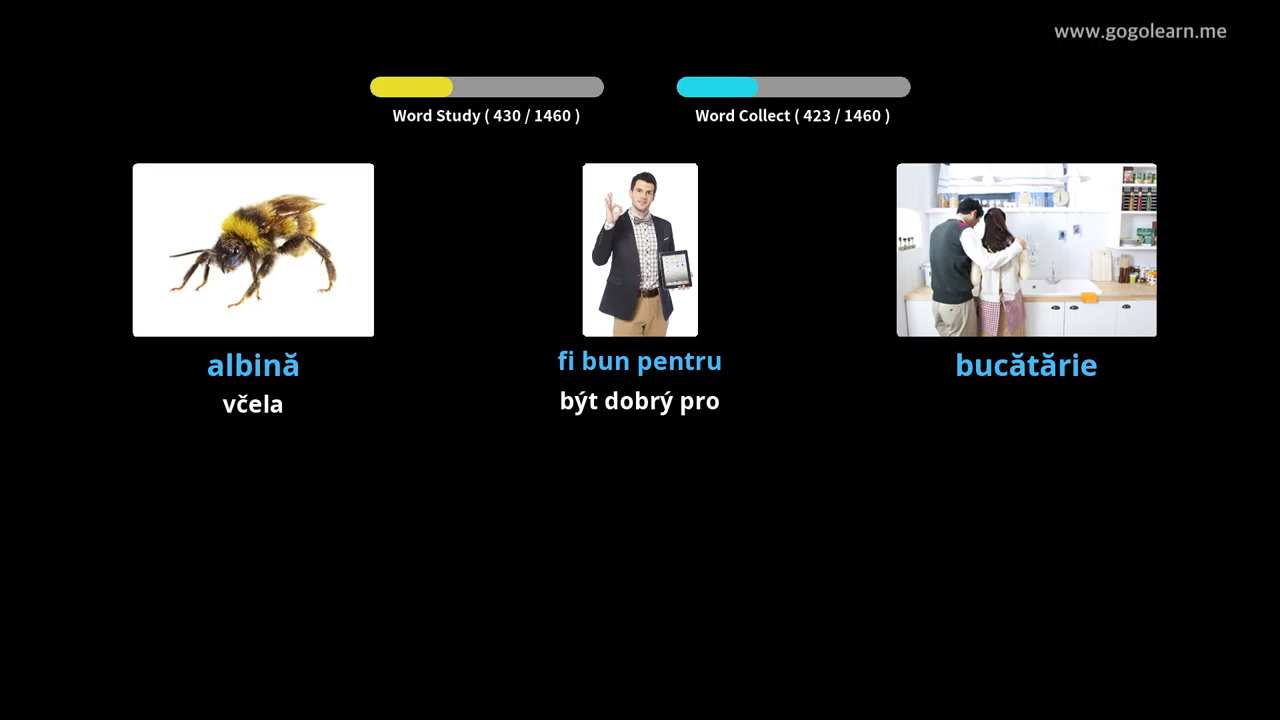 www.gogolearn.me
Word Study ( 430 / 1460 )
Word Collect ( 423 / 1460 )
albină
včela
fi bun pentru
být dobrý pro
bucătărie